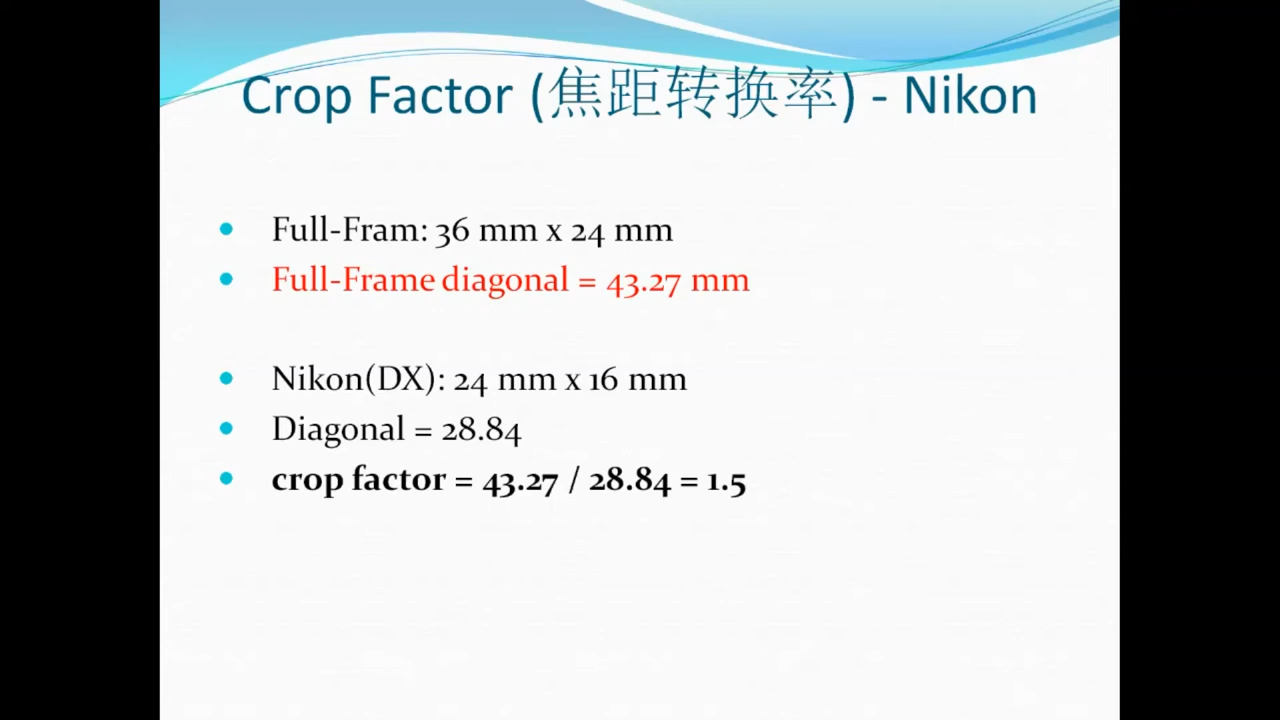 Crop Factor (焦距转换率) - Nikon
Full-Fram: 36 mm x 24 mm
Full-Frame diagonal = 43.27 mm
Nikon(DX): 24 mm x 16 mm
Diagonal = 28.84
crop factor = 43.27 / 28.84 = 1.5